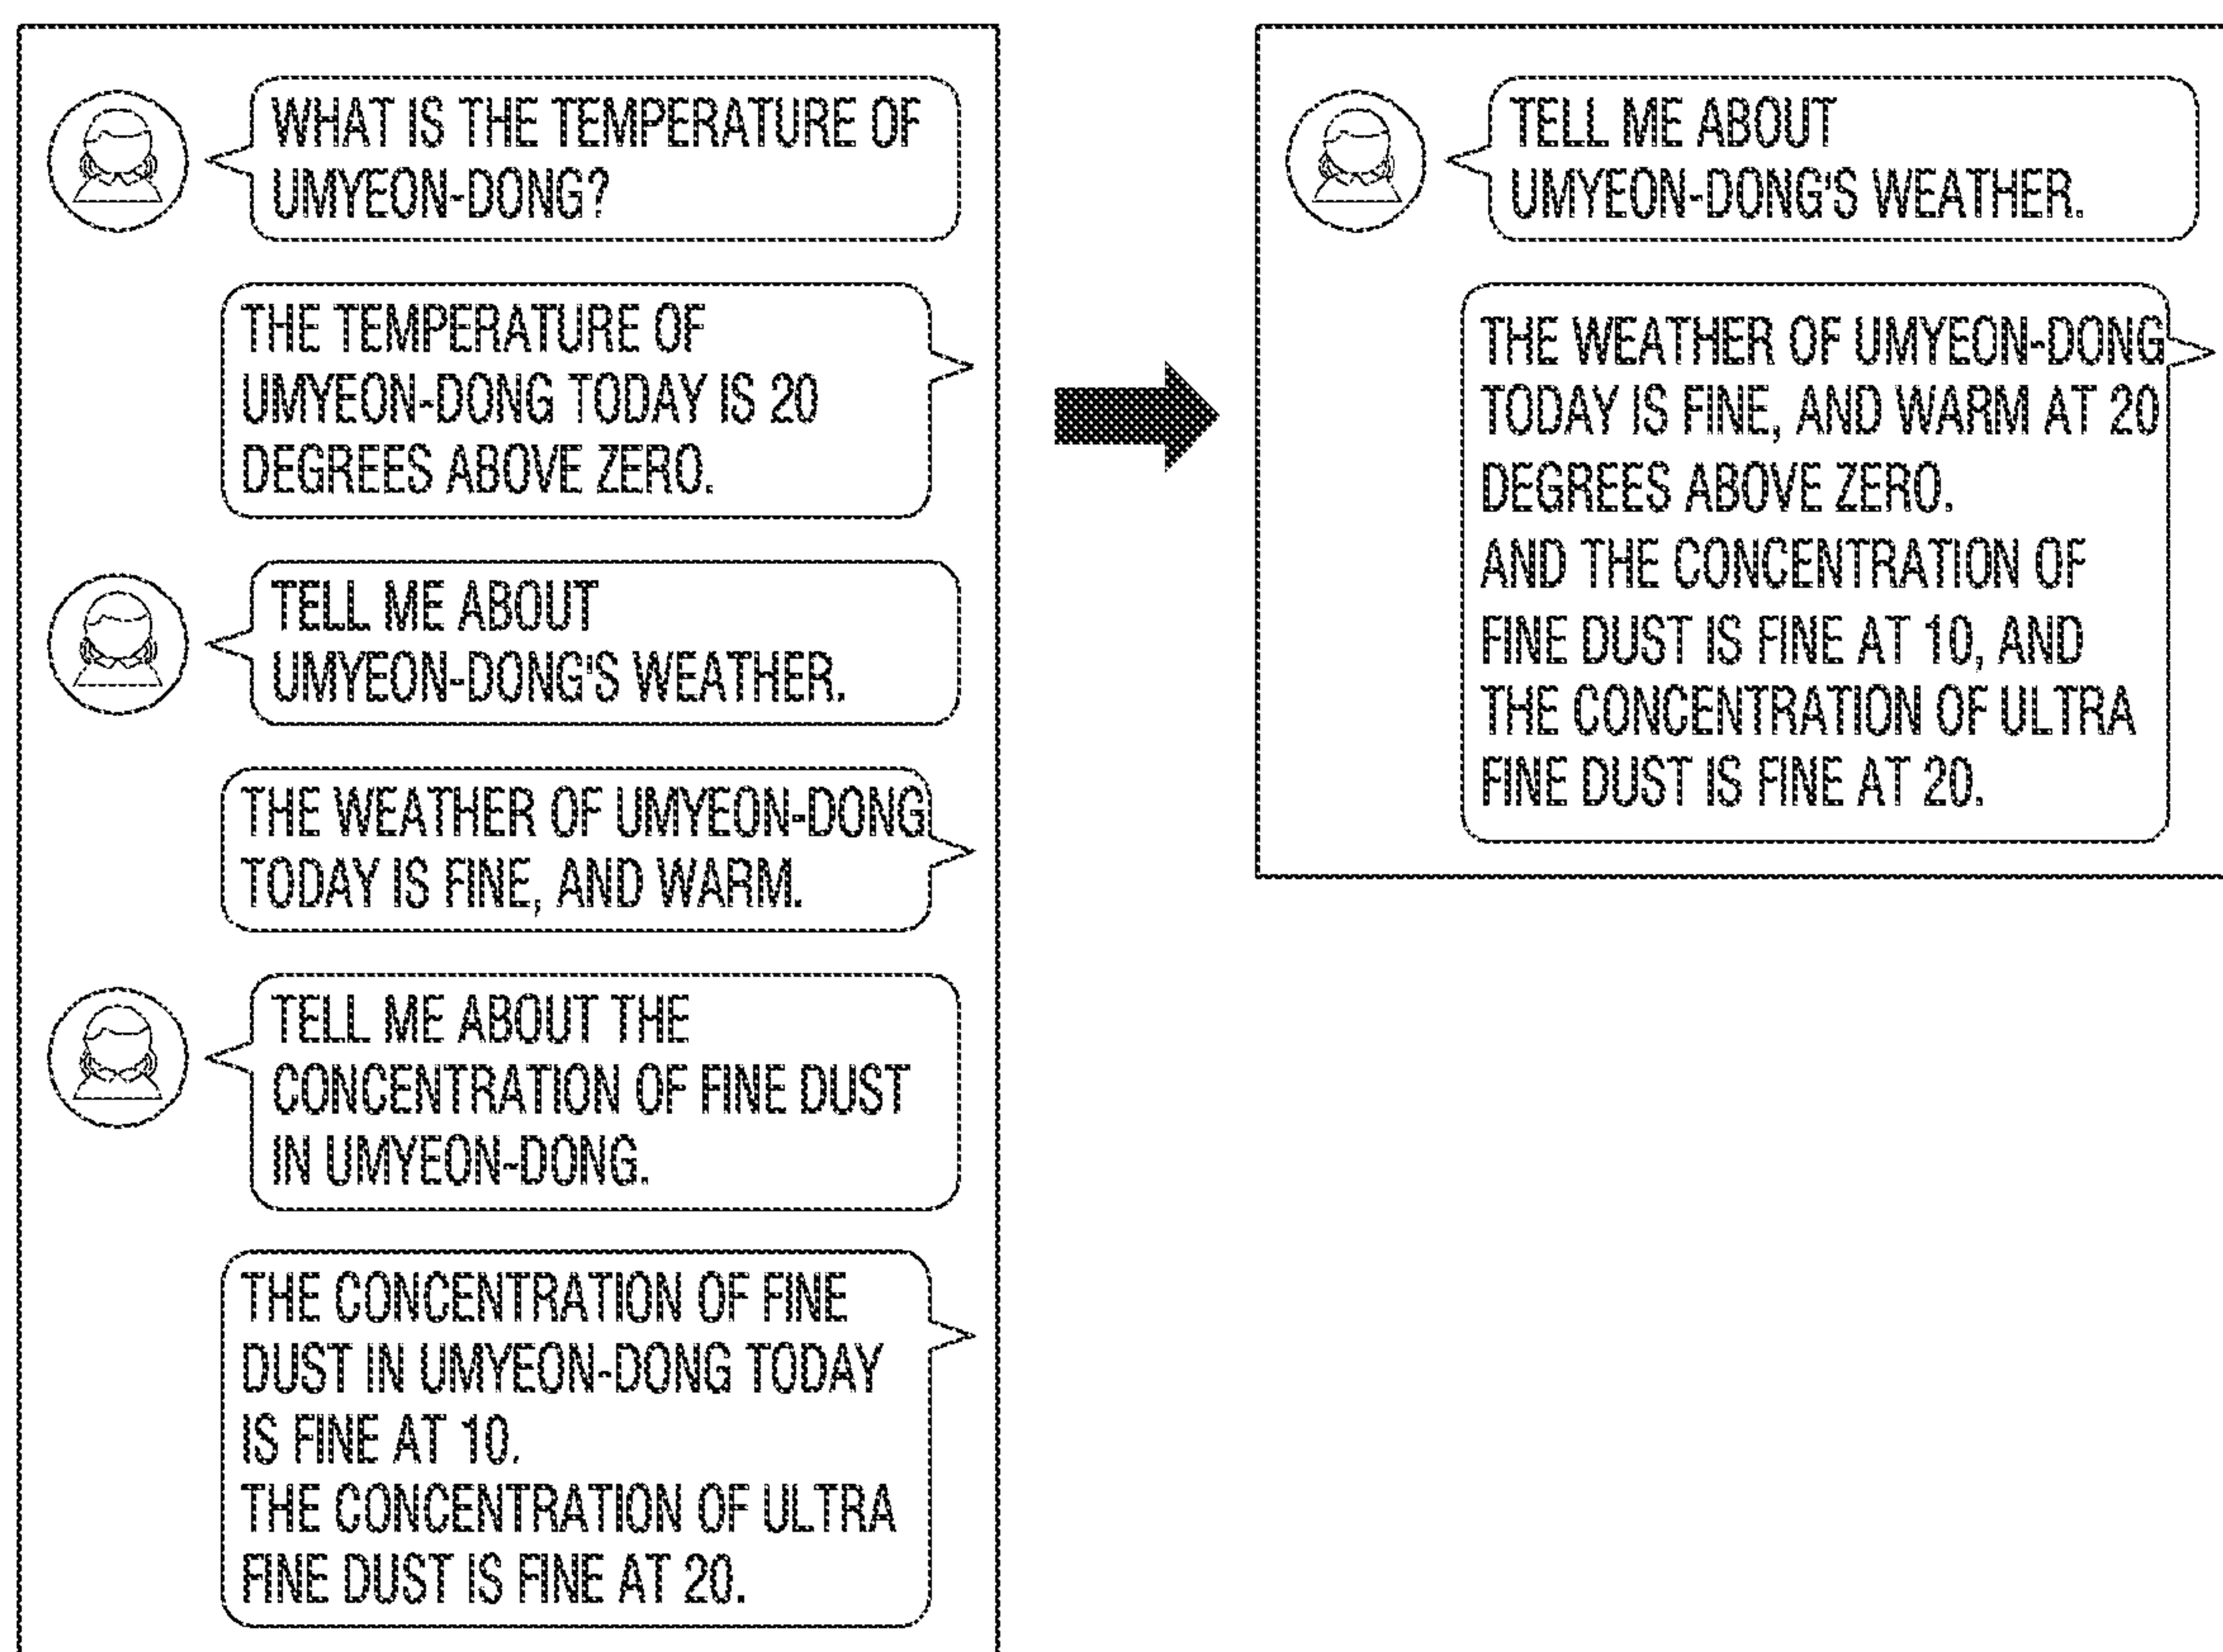 WHAT IS THE TEMPERATURE OF
UMYEON-DONG?
THE TEMPERATURE OF
UMYEON-DONG TODAY IS 20
DEGREES ABOVE ZERO.
TELL ME ABOUT
UMYEON-DONG'S WEATHER.
THE WEATHER OF UMYEON-DONG
TODAY IS FINE, AND WARM.
TELL ME ABOUT THE
CONCENTRATION OF FINE DUST
IN UMYEON-DONG.
THE CONCENTRATION OF FINE
DUST IN UMYEON-DONG TODAY
IS FINE AT 10.
THE CONCENTRATION OF ULTRA
FINE DUST IS FINE AT 20.
TELL ME ABOUT
UMYEON-DONG'S WEATHER.
THE WEATHER OF UMYEON-DONG
TODAY IS FINE, AND WARM AT 20
DEGREES ABOVE ZERO.
AND THE CONCENTRATION OF
FINE DUST IS FINE AT 10, AND
THE CONCENTRATION OF ULTRA
FINE DUST IS FINE AT 20.